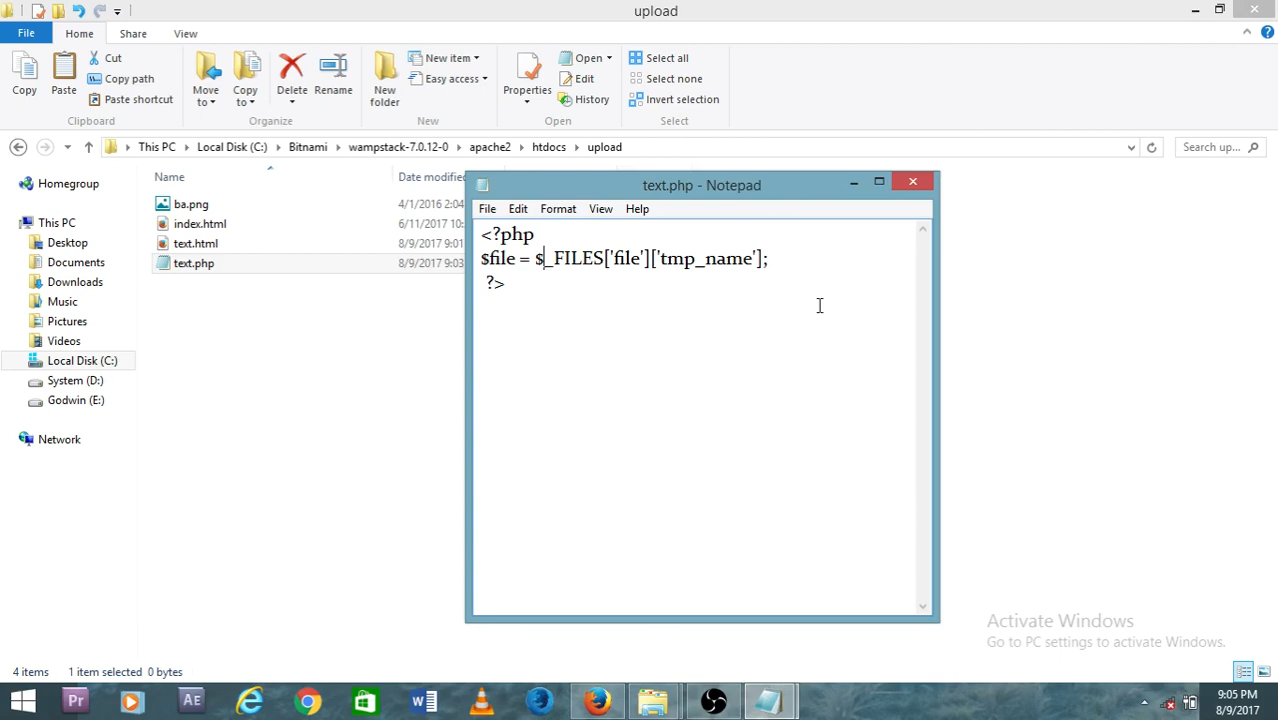 upload
File Home Share View
Cut
Copy path
Paste shortcut
Copy Paste
Move to
Copy to
Delete Rename
New folder
New item
Easy access
Properties
Open
Edit
History
Select all
Select none
Invert selection
Clipboard Organize New Open Select
This PC Local Disk (C:) Bitnami wampstack-7.0.12-0 apache2 htdocs upload
Search up...
Name Date modified
ba.png 4/1/2016 2:04
index.html 6/11/2017 10:
text.html 8/9/2017 9:01
text.php 8/9/2017 9:03
Homegroup
This PC
Desktop
Documents
Downloads
Music
Pictures
Videos
Local Disk (C:)
System (D:)
Godwin (E:)
Network
text.php - Notepad
File Edit Format View Help
<?php
$file = $_FILES['file']['tmp_name'];
?>
Activate Windows
Go to PC settings to activate Windows.
4 items 1 item selected 0 bytes
Pr AE
9:05 PM
8/9/2017